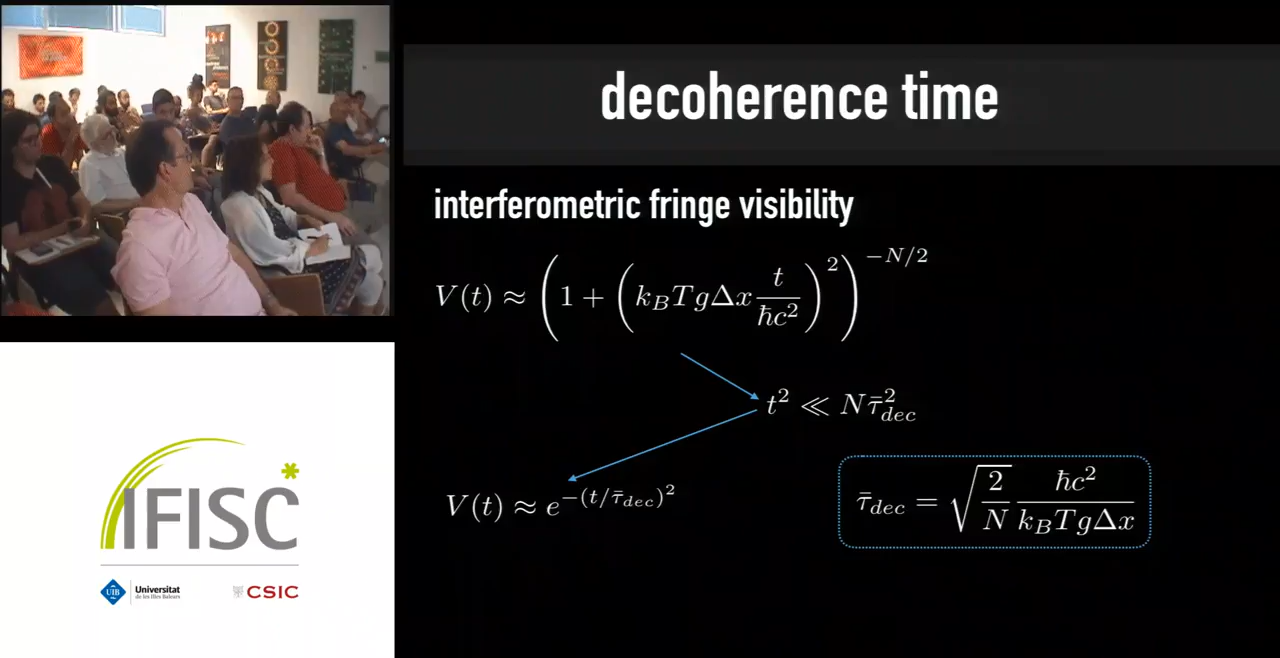 decoherence time
interferometric fringe visibility
V(t) ≈ (1 + (k_B T g Δx t/ħc²)²)^{-N/2}
t² ≪ N τ̄²_dec
V(t) ≈ e^{-(t/τ̄_dec)²}
τ̄_dec = √(2/N) ħc²/(k_B T g Δx)
IFISC*
UIB
Universitat
de les Illes Balears
CSIC